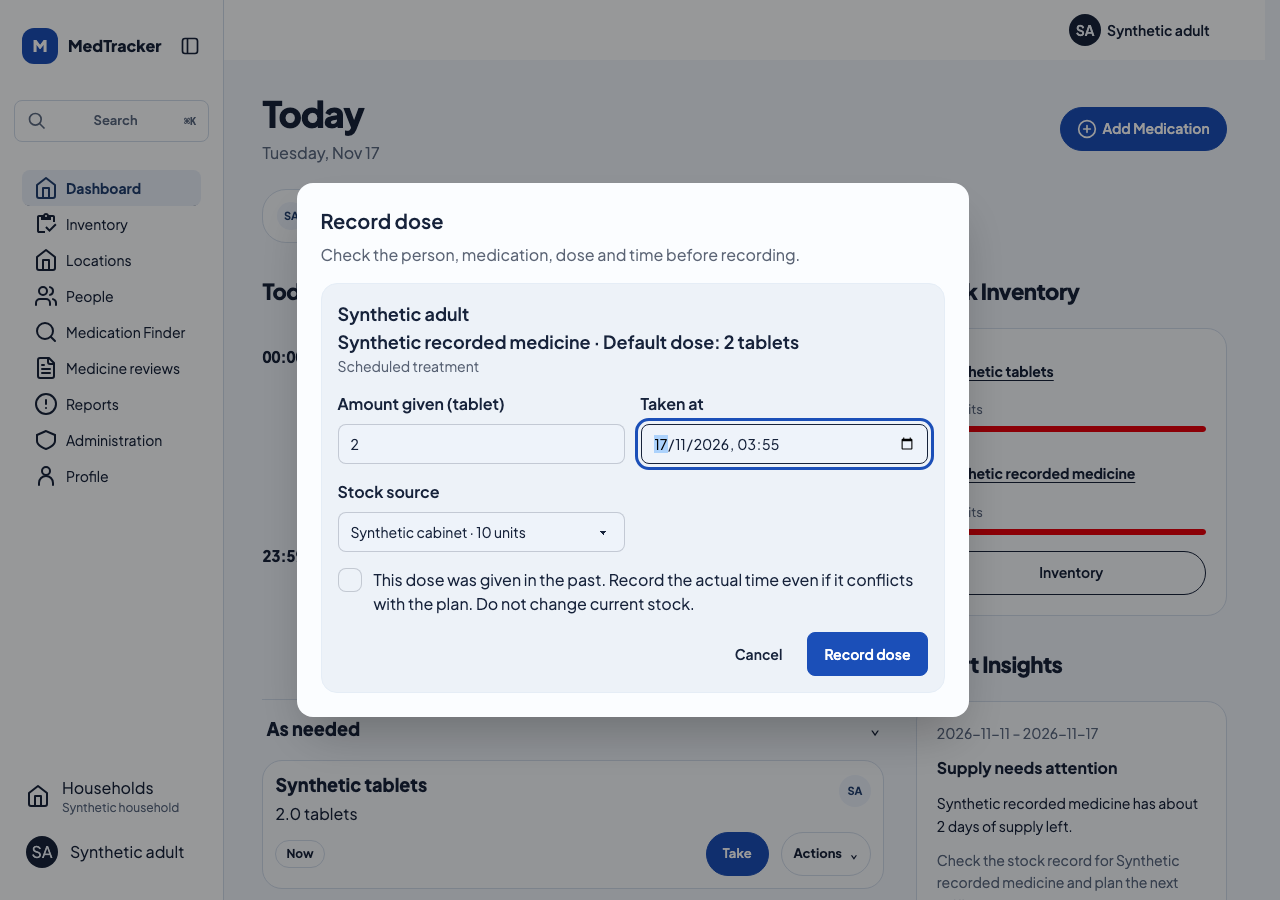 M MedTracker
Search ⌘K
Dashboard
Inventory
Locations
People
Medication Finder
Medicine reviews
Reports
Administration
Profile
Households
Synthetic household
SA Synthetic adult
SA Synthetic adult
Today
Tuesday, Nov 17
Add Medication
SA
Record dose
Check the person, medication, dose and time before recording.
Synthetic adult
Synthetic recorded medicine · Default dose: 2 tablets
Scheduled treatment
Amount given (tablet)
2
Taken at
17/11/2026, 03:55
Stock source
Synthetic cabinet · 10 units
This dose was given in the past. Record the actual time even if it conflicts
with the plan. Do not change current stock.
Cancel
Record dose
As needed
Synthetic tablets
SA
2.0 tablets
Now
Take
Actions
Inventory
Inventory
2026–11–11 – 2026–11–17
Supply needs attention
Synthetic recorded medicine has about
2 days of supply left.
Check the stock record for Synthetic
recorded medicine and plan the next